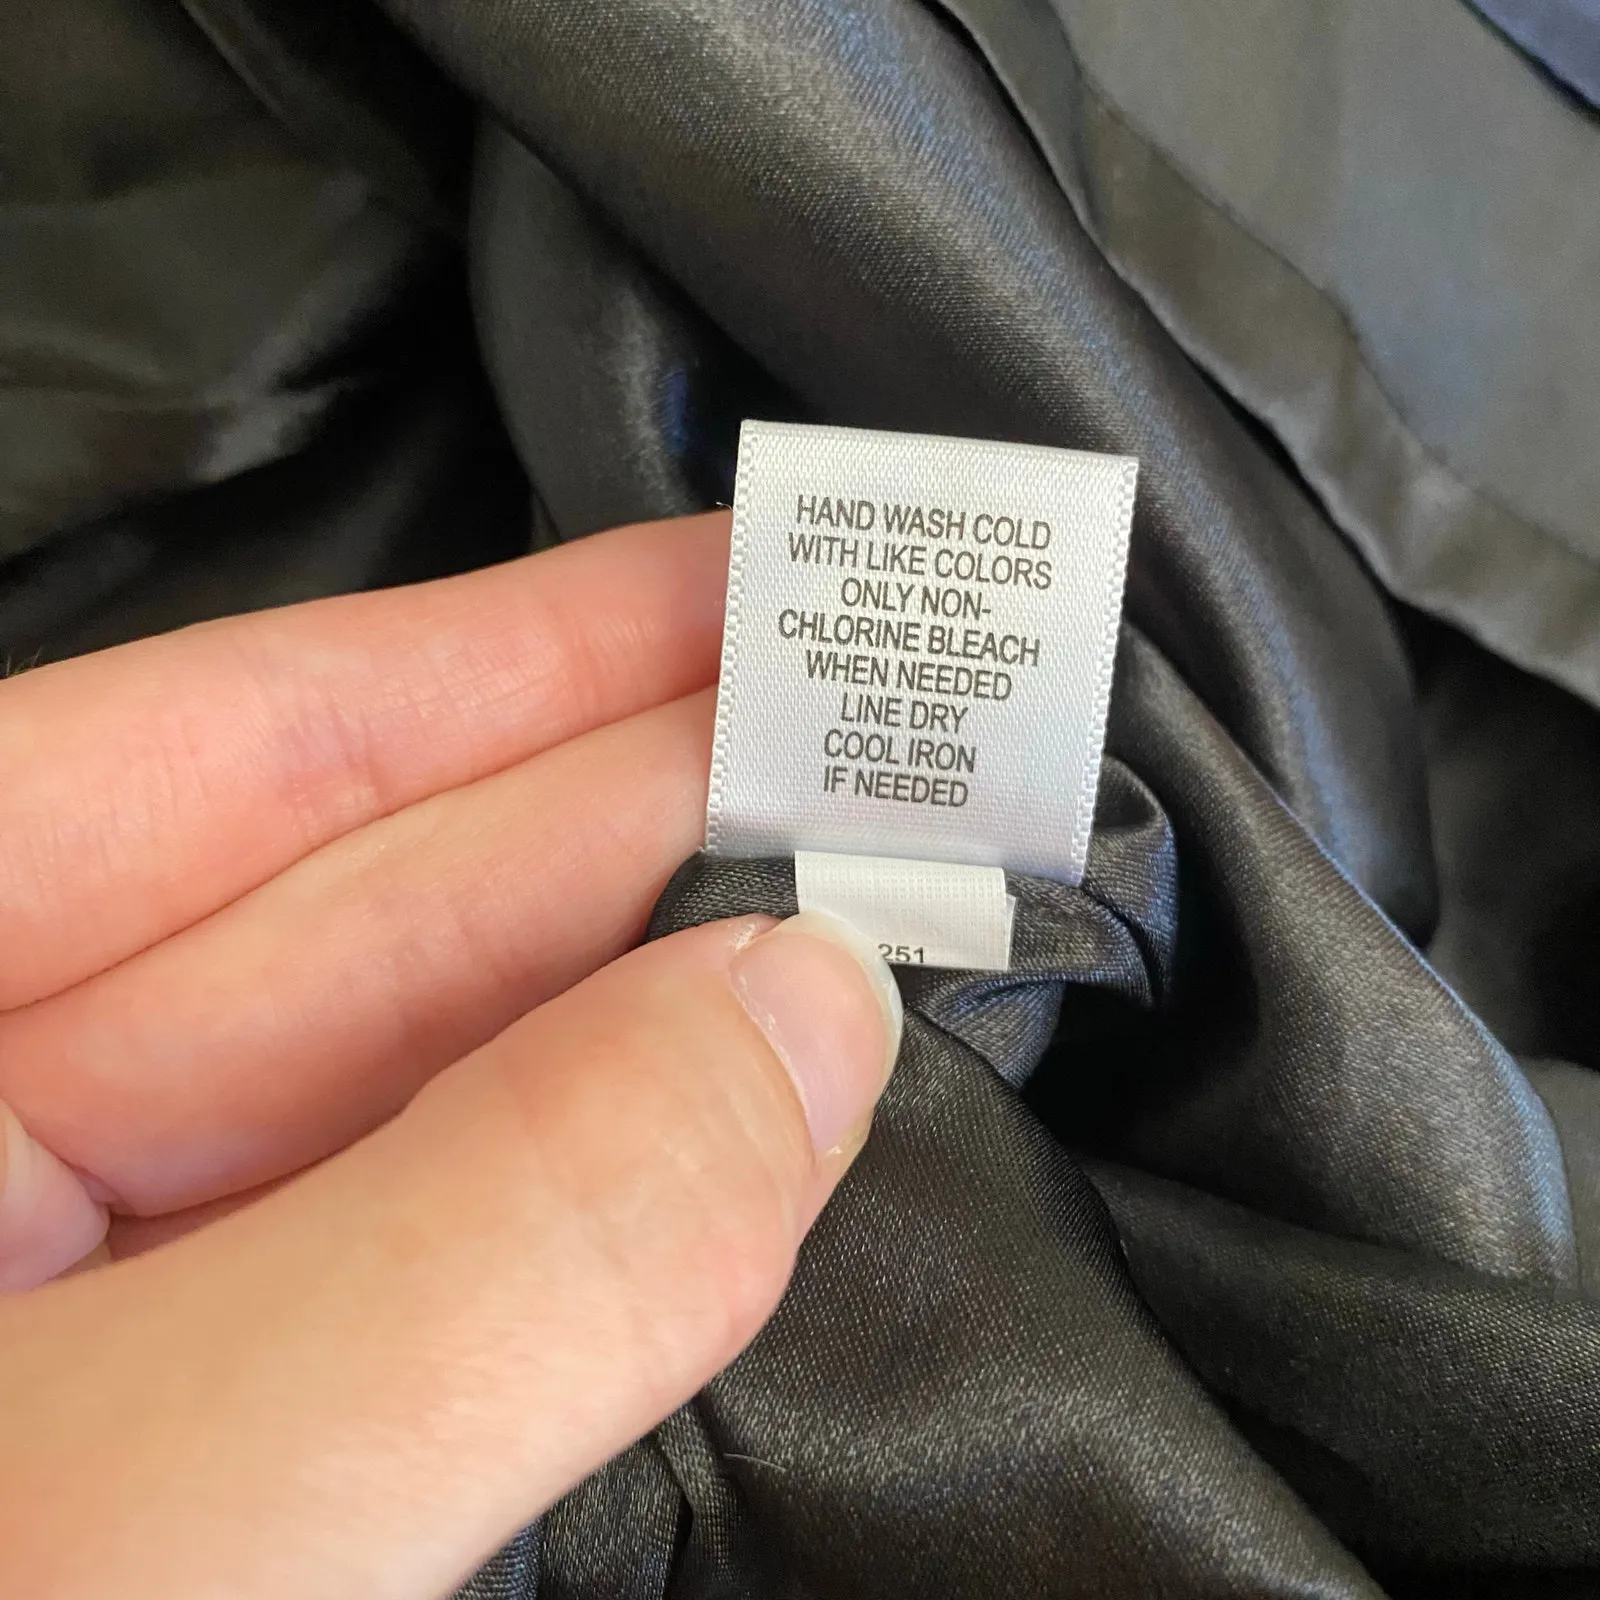 HAND WASH COLD
WITH LIKE COLORS
ONLY NON-
CHLORINE BLEACH
WHEN NEEDED
LINE DRY
COOL IRON
IF NEEDED
251